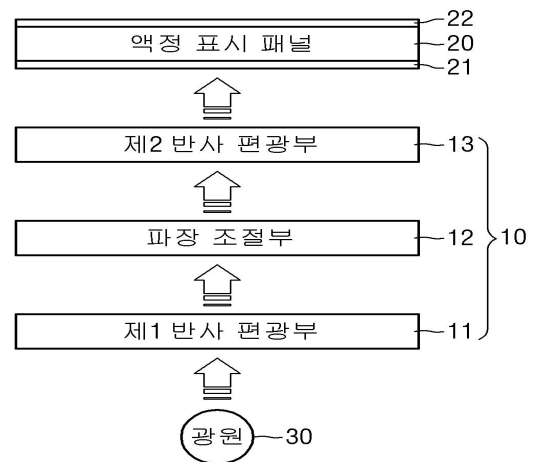 22
액정 표시 패널 20
21
제2 반사 편광부 13
파장 조절부 12
10
제1 반사 편광부 11
광원 30